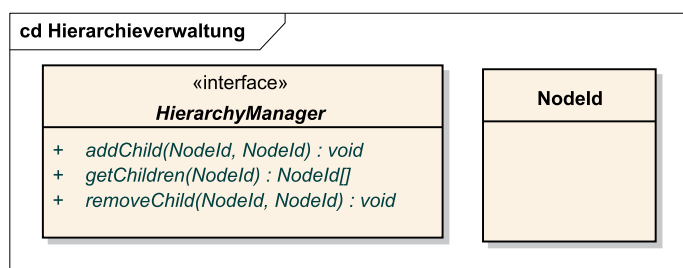 cd Hierarchieverwaltung
«interface»
HierarchyManager
+ addChild(NodeId, NodeId) : void
+ getChildren(NodeId) : NodeId[]
+ removeChild(NodeId, NodeId) : void
NodeId